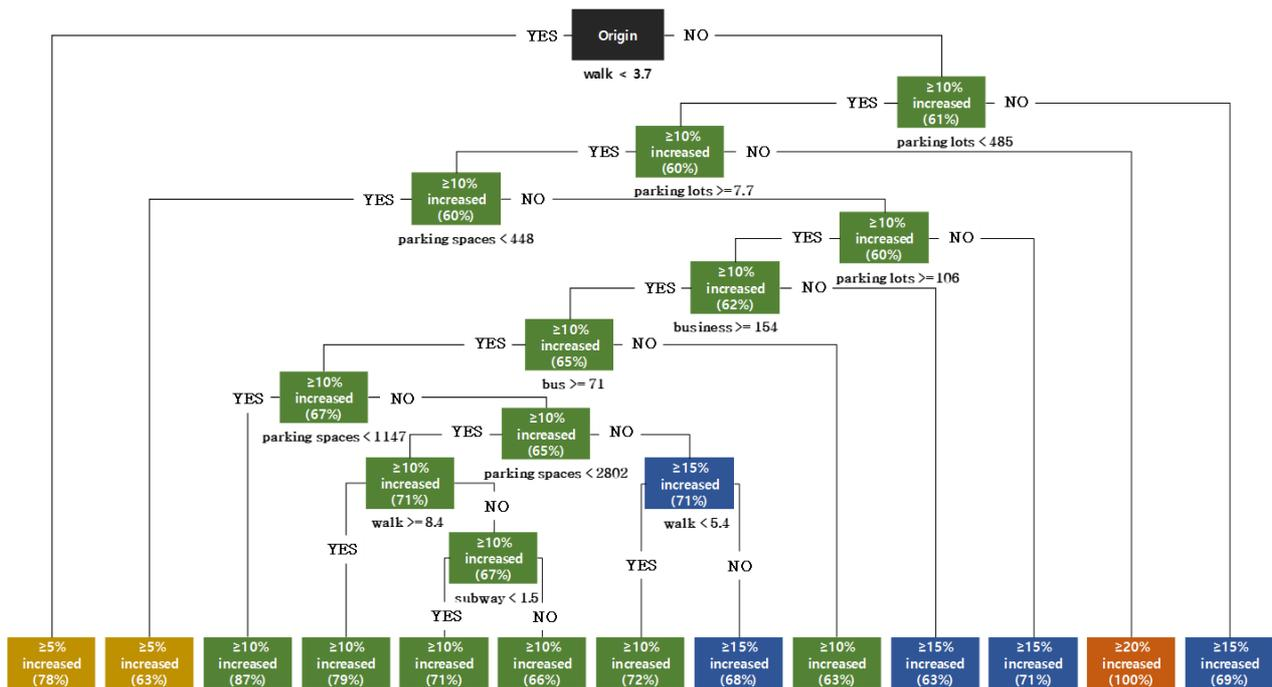 YES
Origin
NO
walk < 3.7
YES
≥10%
increased
(61%)
NO
parking lots < 485
YES
≥10%
increased
(60%)
NO
parking lots >=7.7
YES
≥10%
increased
(60%)
NO
parking spaces < 448
YES
≥10%
increased
(60%)
NO
parking lots >= 106
YES
≥10%
increased
(62%)
NO
business >= 154
YES
≥10%
increased
(65%)
NO
bus >= 71
YES
≥10%
increased
(67%)
NO
parking spaces < 1147
YES
≥10%
increased
(65%)
NO
parking spaces < 2802
≥10%
increased
(71%)
walk >= 8.4
≥15%
increased
(71%)
walk < 5.4
NO
YES
≥10%
increased
(67%)
subway < 1.5
YES
NO
YES
NO
≥5%
increased
(78%)
≥5%
increased
(63%)
≥10%
increased
(87%)
≥10%
increased
(79%)
≥10%
increased
(71%)
≥10%
increased
(66%)
≥10%
increased
(72%)
≥15%
increased
(68%)
≥10%
increased
(63%)
≥15%
increased
(63%)
≥15%
increased
(71%)
≥20%
increased
(100%)
≥15%
increased
(69%)